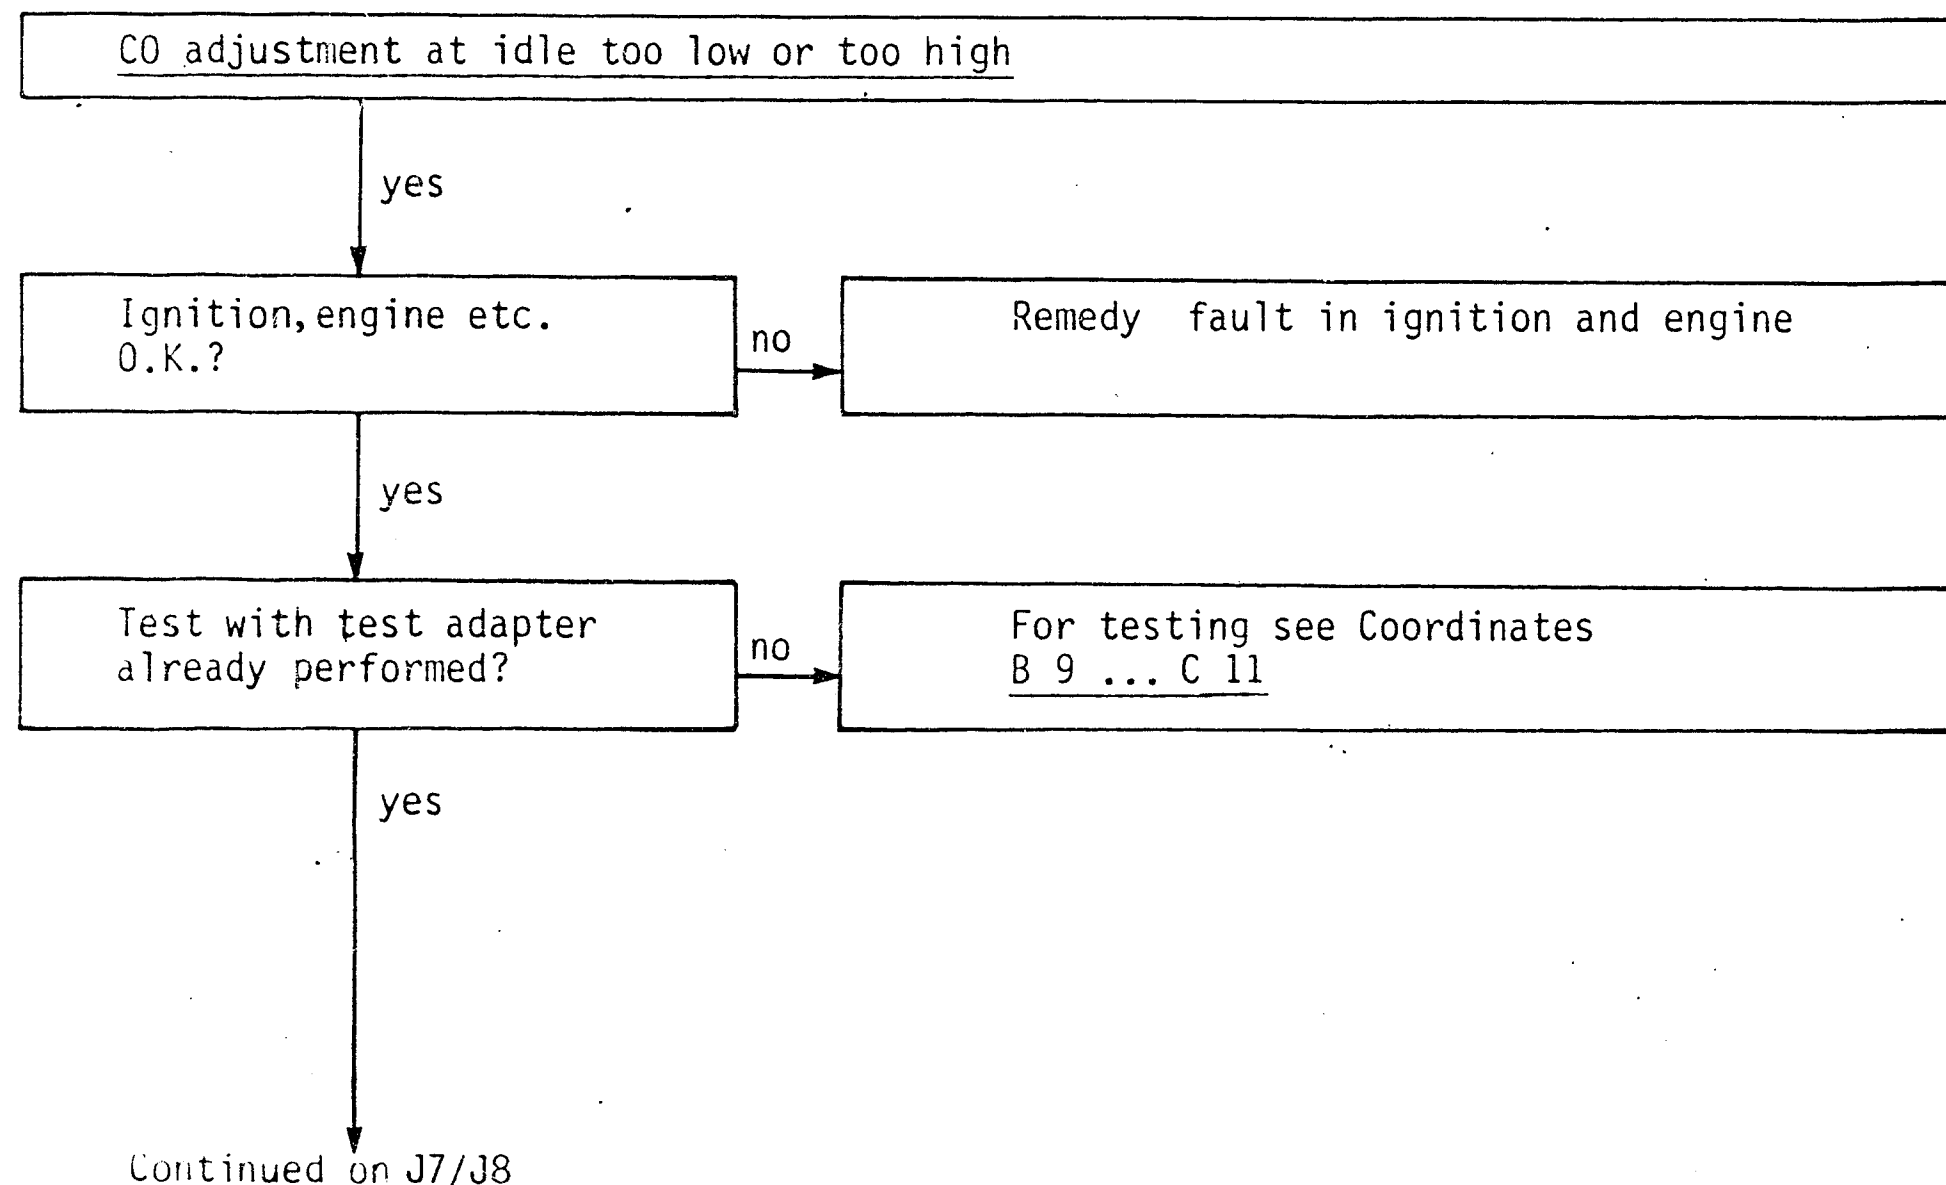 CO adjustment at idle too low or too high
yes
Ignition, engine etc.
O.K.?
no
Remedy fault in ignition and engine
yes
Test with test adapter
already performed?
no
For testing see Coordinates
B 9 ... C 11
yes
Continued on J7/J8